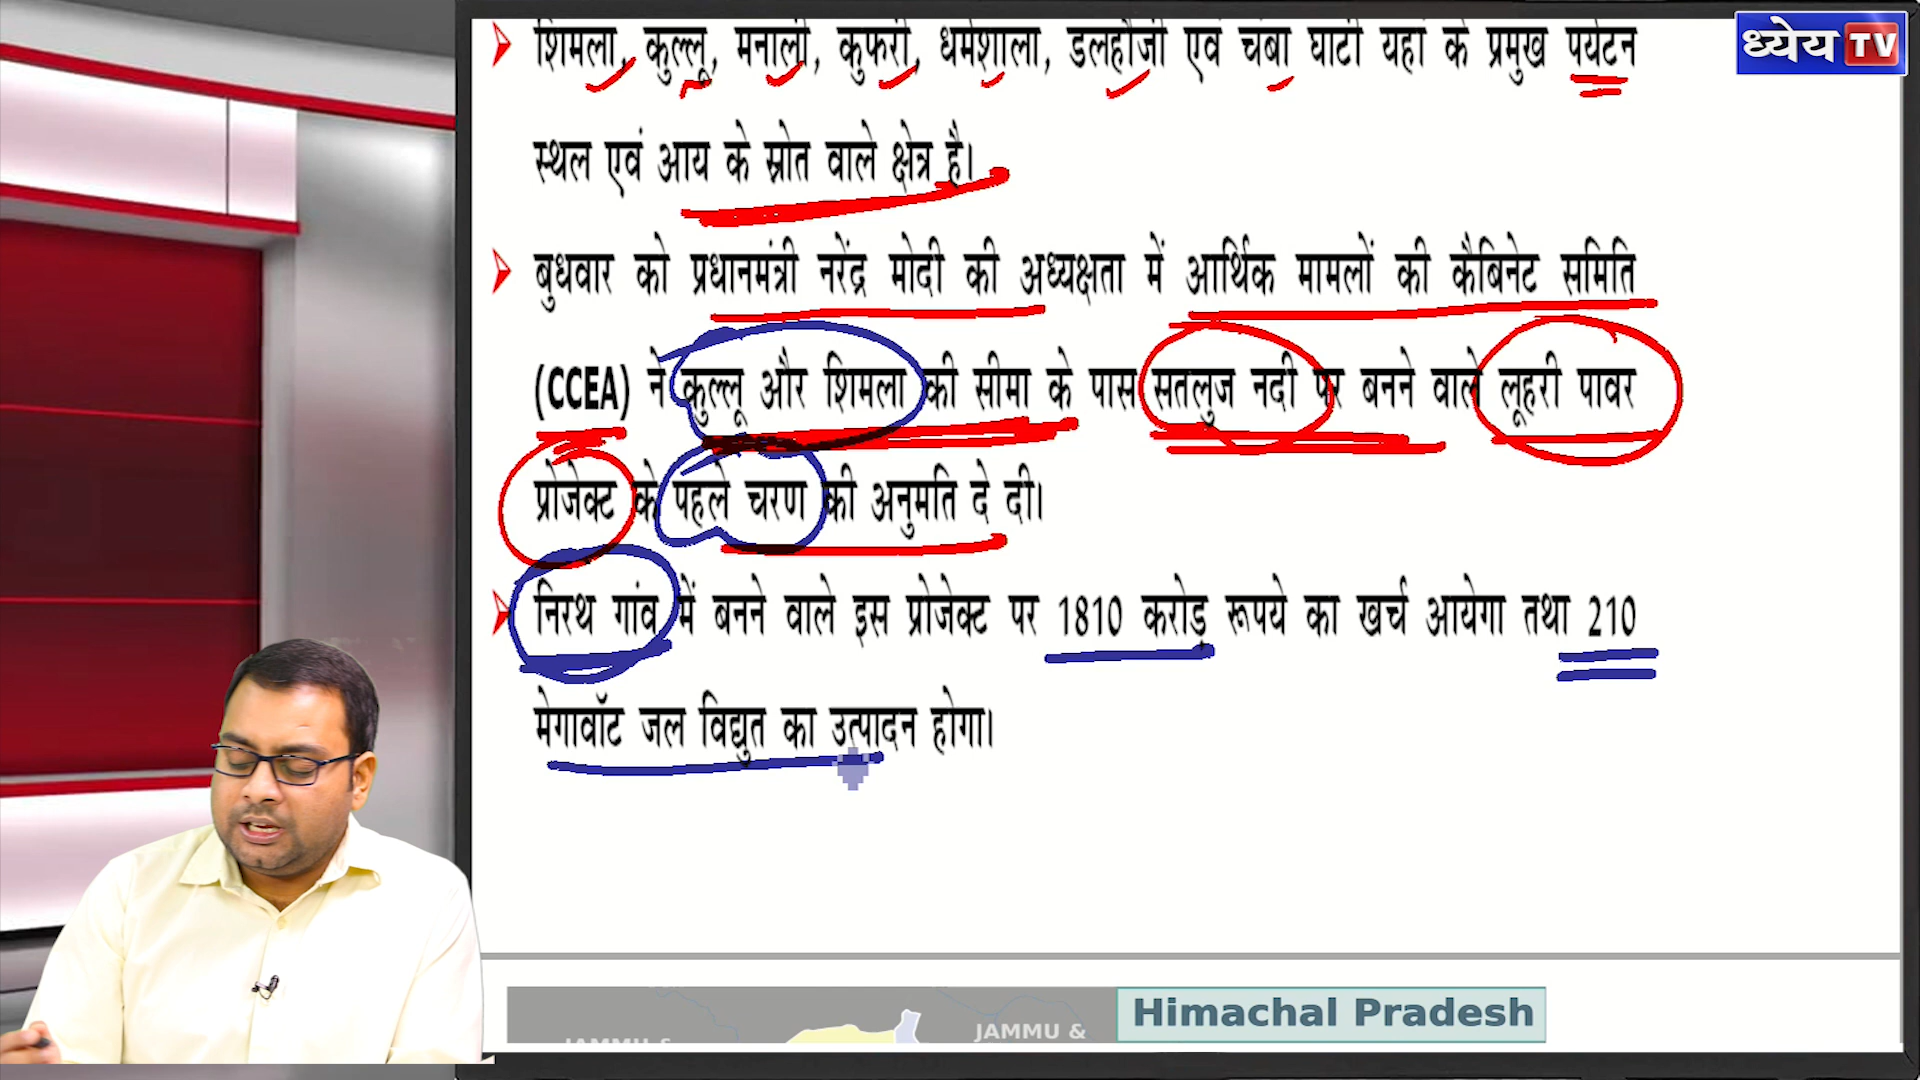 ध्येय TV
शिमला, कुल्लू, मनाली, कुफरी, धर्मशाला, डलहौजी एवं चंबा घाटी यहां के प्रमुख पर्यटन
स्थल एवं आय के स्रोत वाले क्षेत्र है।
बुधवार को प्रधानमंत्री नरेंद्र मोदी की अध्यक्षता में आर्थिक मामलों की कैबिनेट समिति
(CCEA) ने कुल्लू और शिमला की सीमा के पास सतलुज नदी पर बनने वाले लूहरी पावर
प्रोजेक्ट के पहले चरण की अनुमति दे दी।
निरथ गांव में बनने वाले इस प्रोजेक्ट पर 1810 करोड़ रूपये का खर्च आयेगा तथा 210
मेगावॉट जल विद्युत का उत्पादन होगा।
Himachal Pradesh
JAMMU &
JAMMU &